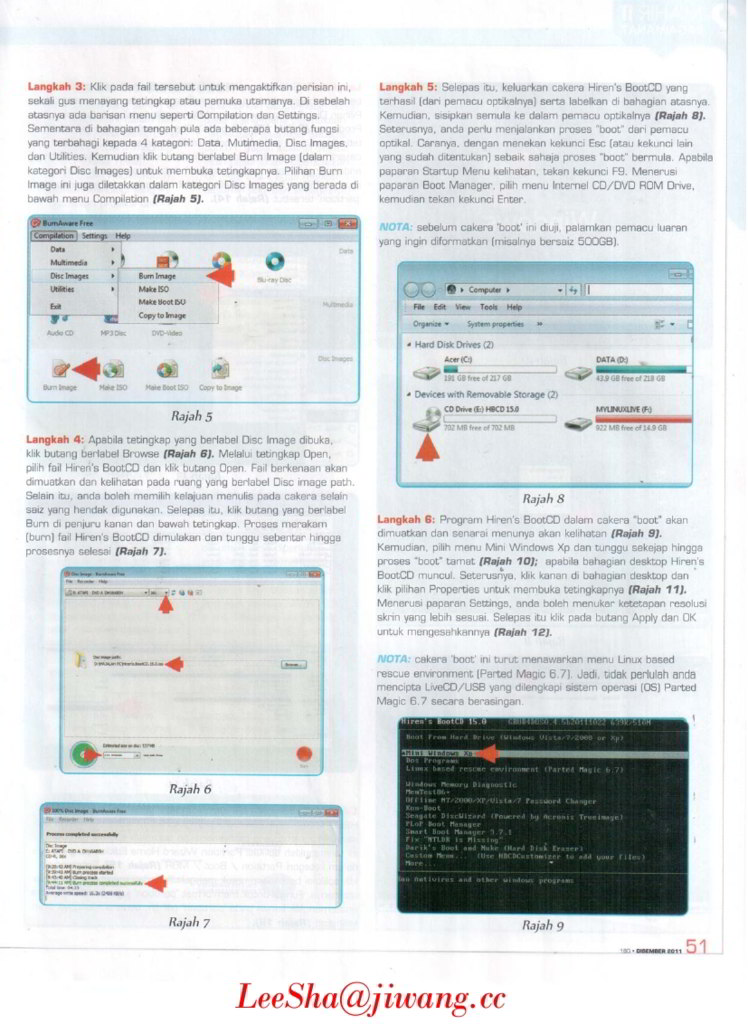 Langkah 3: Klik pada fail tersebut untuk mengaktifkan perisian ini,
sekali gus menayang tetingkap atau pemuka utamanya. Di sebelah
atasnya ada barisan menu seperti Compilation dan Settings.
Sementara di bahagian tengah pula ada beberapa butang fungsi
yang terbahagi kepada 4 kategori: Data, Mutimedia, Disc Images,
dan Utilities. Kemudian klik butang berlabel Burn Image (dalam
kategori Disc Images) untuk membuka tetingkapnya. Pilihan Burn
Image ini juga diletakkan dalam kategori Disc Images yang berada di
bawah menu Compilation (Rajah 5).
BurnAware Free
Compilation Settings Help
Data
Multimedia
Disc Images
Utilities
Exit
Burn Image
Make ISO
Make Boot ISO
Copy to Image
Data
Blu-ray Disc
Multimedia
Audio CD MP3 Disc DVD-Video
Disc Images
Burn Image Make ISO Make Boot ISO Copy to Image
Rajah 5
Langkah 4: Apabila tetingkap yang berlabel Disc Image dibuka,
klik butang berlabel Browse (Rajah 6). Melalui tetingkap Open,
pilih fail Hiren's BootCD dan klik butang Open. Fail berkenaan akan
dimuatkan dan kelihatan pada ruang yang berlabel Disc image path.
Selain itu, anda boleh memilih kelajuan menulis pada cakera selain
saiz yang hendak digunakan. Selepas itu, klik butang yang berlabel
Burn di penjuru kanan dan bawah tetingkap. Proses merakam
(burn) fail Hiren's BootCD dimulakan dan tunggu sebentar hingga
prosesnya selesai (Rajah 7).
Disc Image - BurnAware Free
File Recorder Help
Disc image path:
Browse...
Rajah 6
100% Disc Image - BurnAware Free
File Recorder Help
Process completed successfully
Disc Image
Burn process started
Closing track
Burn process completed successfully
Rajah 7
Langkah 5: Selepas itu, keluarkan cakera Hiren's BootCD yang
terhasil (dari pemacu optikalnya) serta labelkan di bahagian atasnya.
Kemudian, sisipkan semula ke dalam pemacu optikalnya (Rajah 8).
Seterusnya, anda perlu menjalankan proses "boot" dari pemacu
optikal. Caranya, dengan menekan kekunci Esc (atau kekunci lain
yang sudah ditentukan) sebaik sahaja proses "boot" bermula. Apabila
paparan Startup Menu kelihatan, tekan kekunci F9. Menerusi
paparan Boot Manager, pilih menu Internel CD/DVD ROM Drive,
kemudian tekan kekunci Enter.
NOTA: sebelum cakera 'boot' ini diuji, palamkan pemacu luaran
yang ingin diformatkan (misalnya bersaiz 500GB).
Computer
File Edit View Tools Help
Organize System properties »
Hard Disk Drives (2)
Acer (C:)
191 GB free of 217 GB
DATA (D:)
43.9 GB free of 218 GB
Devices with Removable Storage (2)
CD Drive (E:) HBCD 15.0
702 MB free of 702 MB
MYLINUXLIVE (F:)
922 MB free of 14.9 GB
Rajah 8
Langkah 6: Program Hiren's BootCD dalam cakera "boot" akan
dimuatkan dan senarai menunya akan kelihatan (Rajah 9).
Kemudian, pilih menu Mini Windows Xp dan tunggu sekejap hingga
proses "boot" tamat (Rajah 10); apabila bahagian desktop Hiren's
BootCD muncul. Seterusnya, klik kanan di bahagian desktop dan
klik pilihan Properties untuk membuka tetingkapnya (Rajah 11).
Menerusi paparan Settings, anda boleh menukar ketetapan resolusi
skrin yang lebih sesuai. Selepas itu klik pada butang Apply dan OK
untuk mengesahkannya (Rajah 12).
NOTA: cakera 'boot' ini turut menawarkan menu Linux based
rescue environment (Parted Magic 6.7). Jadi, tidak perlulah anda
mencipta LiveCD/USB yang dilengkapi sistem operasi (OS) Parted
Magic 6.7 secara berasingan.
Hiren's BootCD 15.0
Boot From Hard Drive (Windows Vista/7/2008 or Xp)
Mini Windows Xp
Dos Programs
Linux based rescue environment (Parted Magic 6.7)
Windows Memory Diagnostic
MemTest86+
Offline NT/2000/XP/Vista/7 Password Changer
Kon-Boot
Seagate DiscWizard (Powered by Acronis Trueimage)
PLoP Boot Manager
Smart Boot Manager 3.7.1
Fix "NTLDR is Missing"
Darik's Boot and Nuke (Hard Disk Eraser)
Custom Menu... (Use HBCDCustomizer to add your files)
More...
Rajah 9
DISEMBER 2011 51
LeeSha@jiwang.cc